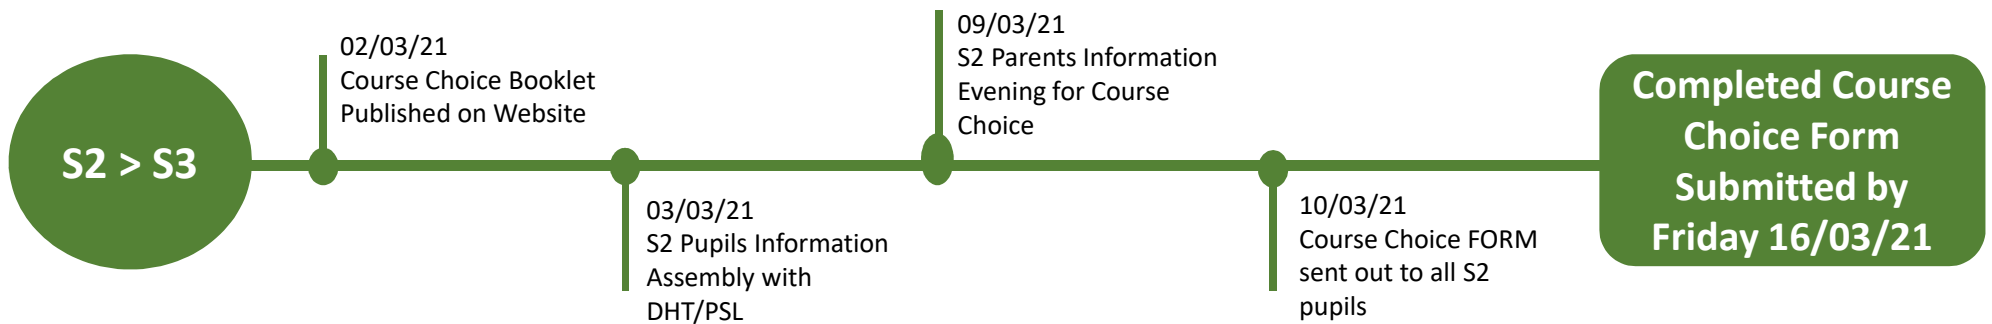 S2 > S3
02/03/21
Course Choice Booklet
Published on Website
03/03/21
S2 Pupils Information
Assembly with
DHT/PSL
09/03/21
S2 Parents Information
Evening for Course
Choice
10/03/21
Course Choice FORM
sent out to all S2
pupils
Completed Course
Choice Form
Submitted by
Friday 16/03/21